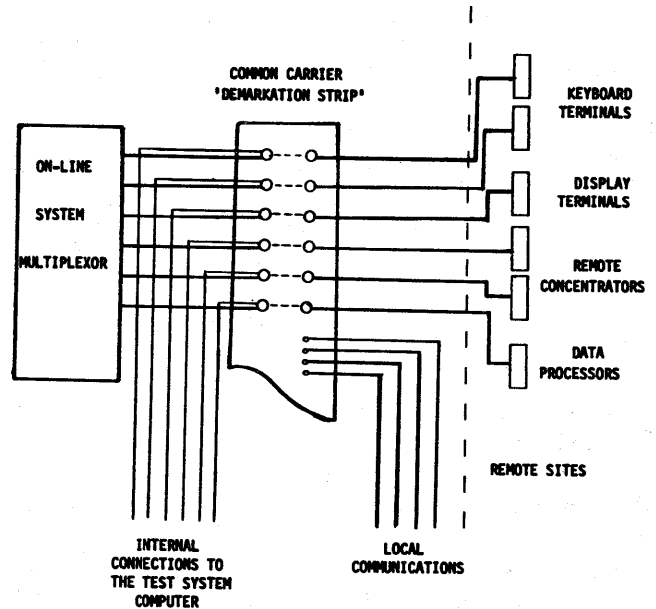 COMMON CARRIER
'DEMARKATION STRIP'
KEYBOARD
TERMINALS
ON-LINE
SYSTEM
MULTIPLEXOR
DISPLAY
TERMINALS
REMOTE
CONCENTRATORS
DATA
PROCESSORS
REMOTE SITES
INTERNAL
CONNECTIONS TO
THE TEST SYSTEM
COMPUTER
LOCAL
COMMUNICATIONS